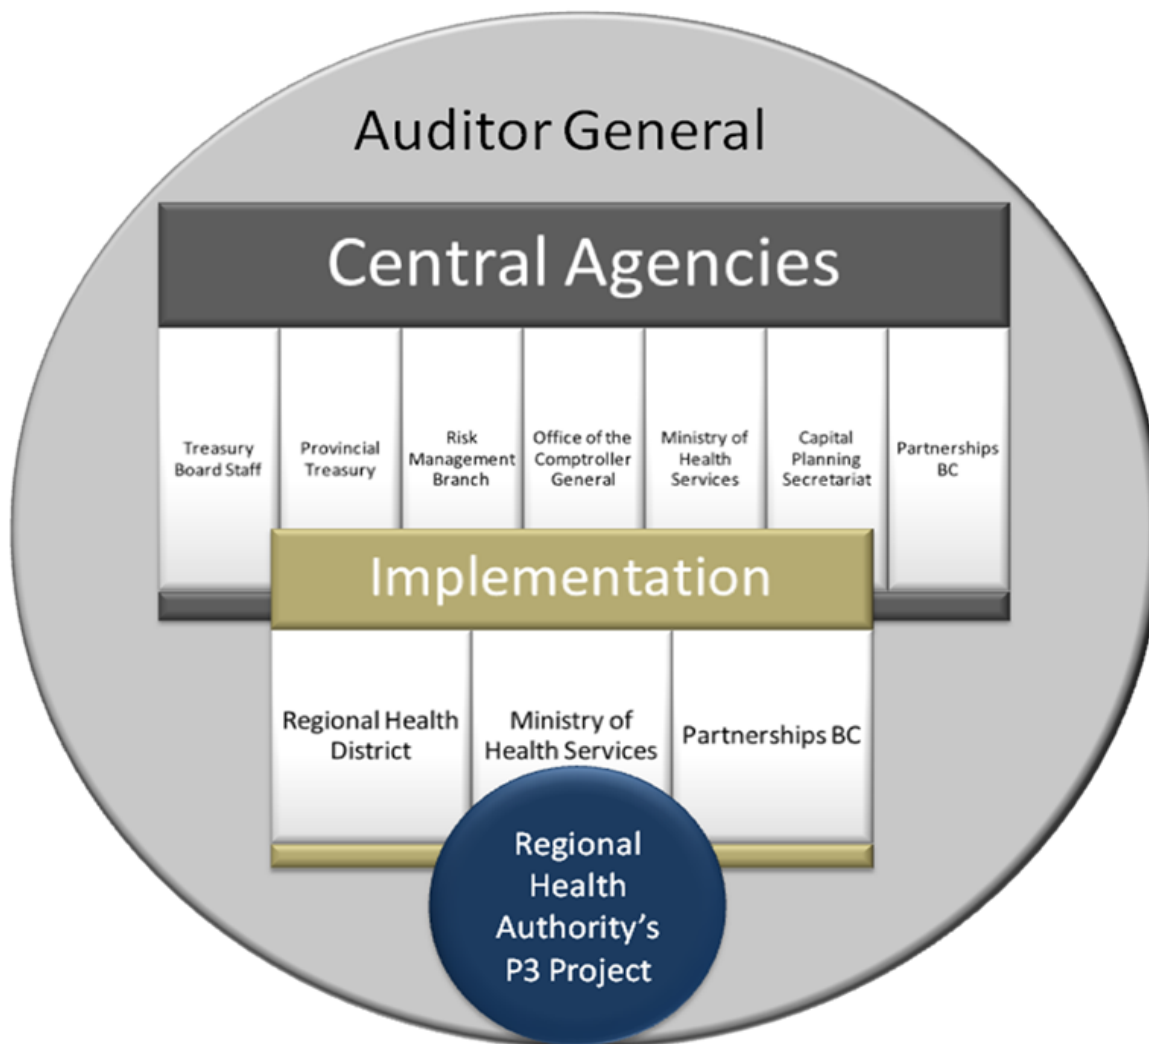 Auditor General
Central Agencies
Treasury
Board Staff
Provincial
Treasury
Risk
Management
Branch
Office of the
Comptroller
General
Ministry of
Health
Services
Capital
Planning
Secretariat
Partnerships
BC
Implementation
Regional Health
District
Ministry of
Health Services
Partnerships BC
Regional
Health
Authority’s
P3 Project